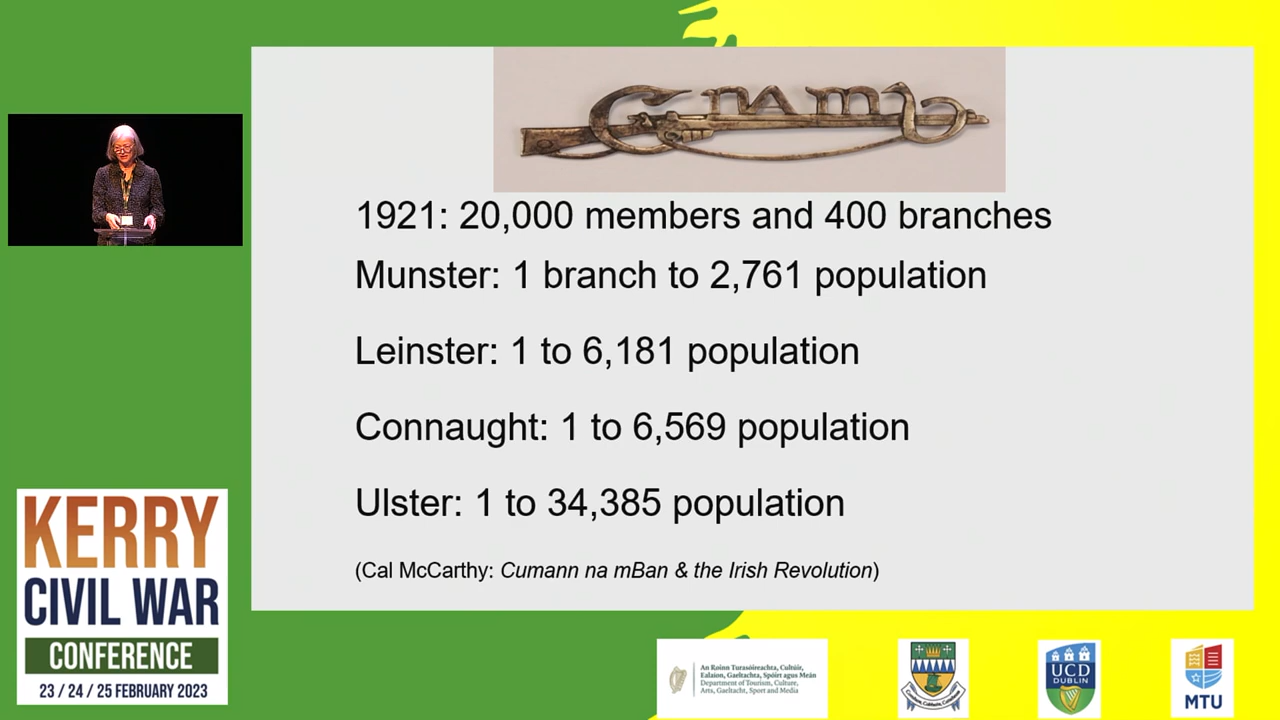 CnamB
1921: 20,000 members and 400 branches
Munster: 1 branch to 2,761 population
Leinster: 1 to 6,181 population
Connaught: 1 to 6,569 population
Ulster: 1 to 34,385 population
(Cal McCarthy: Cumann na mBan & the Irish Revolution)
KERRY
CIVIL WAR
CONFERENCE
23 / 24 / 25 FEBRUARY 2023
An Roinn Turasóireachta, Cultúir,
Ealaíon, Gaeltachta, Spóirt agus Meán
Department of Tourism, Culture,
Arts, Gaeltacht, Sport and Media
UCD
DUBLIN
MTU